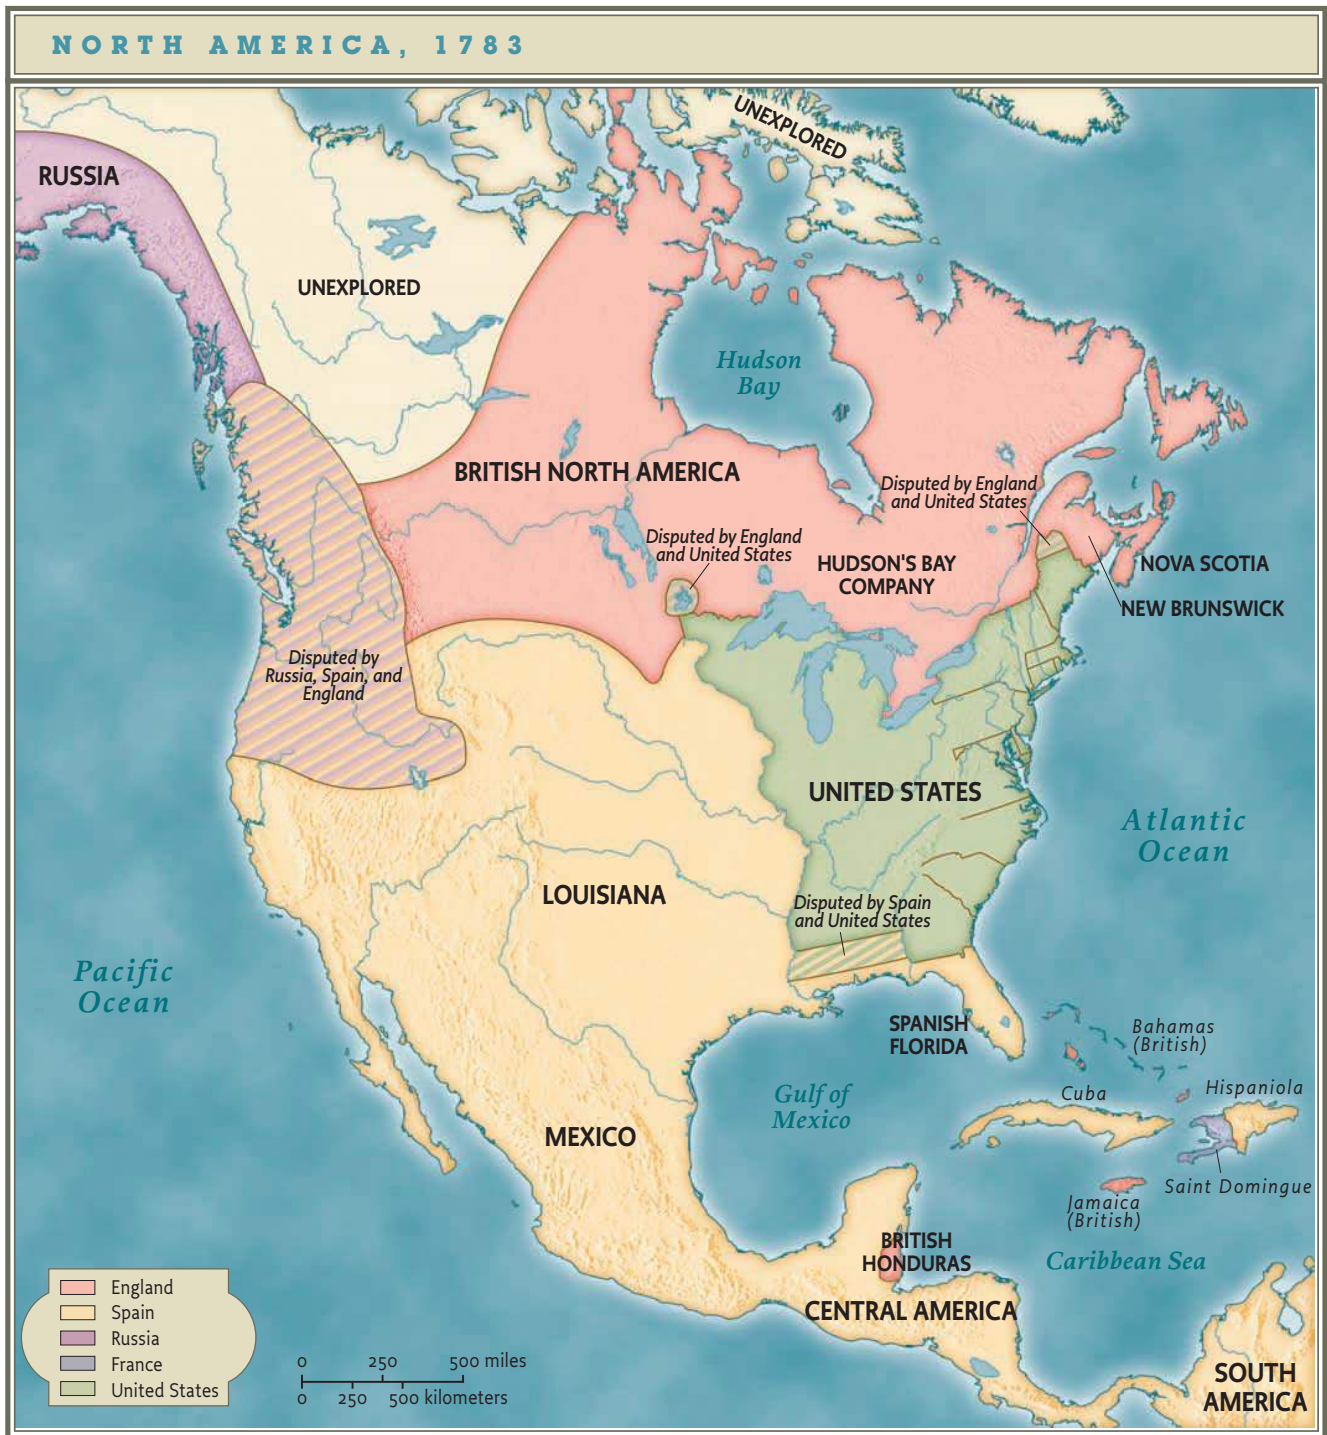 NORTH AMERICA, 1783
UNEXPLORED
RUSSIA
UNEXPLORED
Hudson
Bay
BRITISH NORTH AMERICA
Disputed by England
and United States
Disputed by England
and United States
HUDSON'S BAY
COMPANY
NOVA SCOTIA
NEW BRUNSWICK
Disputed by
Russia, Spain, and
England
UNITED STATES
Atlantic
Ocean
LOUISIANA
Disputed by Spain
and United States
Pacific
Ocean
SPANISH
FLORIDA
Bahamas
(British)
Gulf of
Mexico
Cuba
Hispaniola
MEXICO
Saint Domingue
Jamaica
(British)
BRITISH
HONDURAS
Caribbean Sea
CENTRAL AMERICA
SOUTH
AMERICA
England
Spain
Russia
France
United States
0 250 500 miles
0 250 500 kilometers